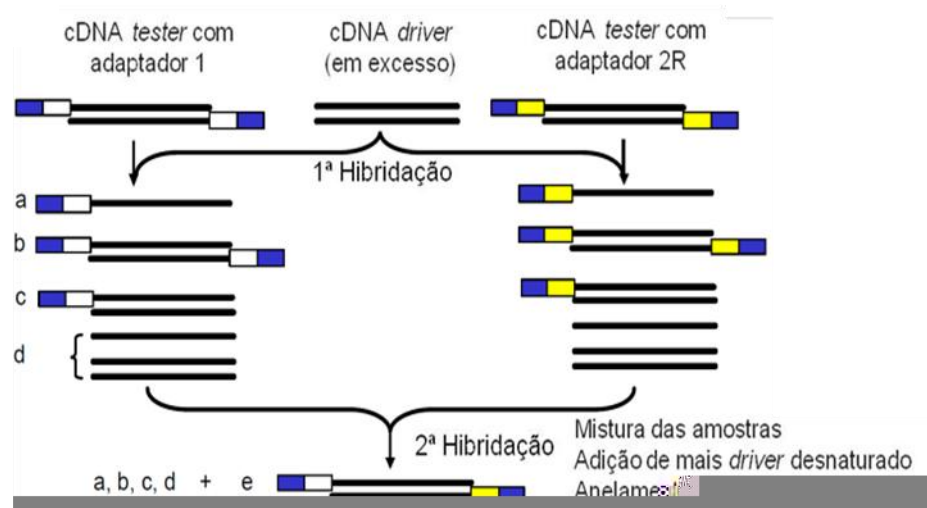 cDNA tester com
adaptador 1
cDNA driver
(em excesso)
cDNA tester com
adaptador 2R
1ª Hibridação
a
b
c
d
2ª Hibridação
Mistura das amostras
Adição de mais driver desnaturado
a, b, c, d + e